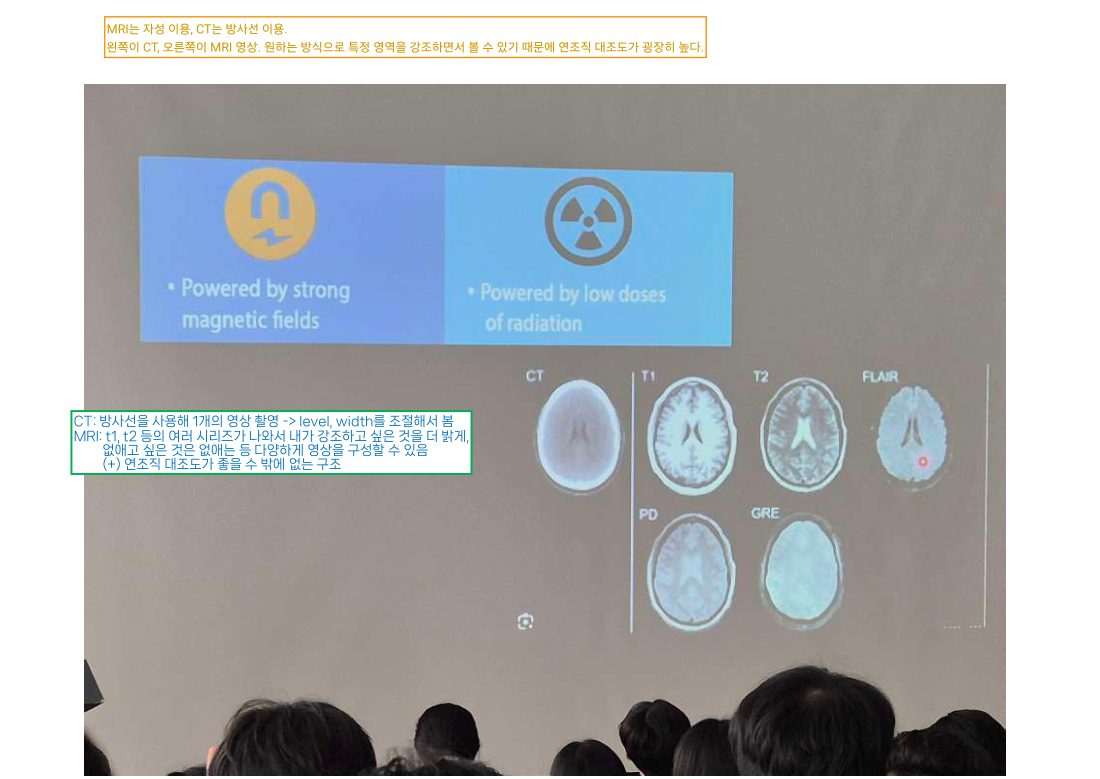 MRI는 자성 이용, CT는 방사선 이용.
왼쪽이 CT, 오른쪽이 MRI 영상. 원하는 방식으로 특정 영역을 강조하면서 볼 수 있기 때문에 연조직 대조도가 굉장히 높다.
• Powered by strong
magnetic fields
• Powered by low doses
of radiation
CT
T1
T2
FLAIR
CT: 방사선을 사용해 1개의 영상 촬영 -> level, width를 조절해서 봄
MRI: t1, t2 등의 여러 시리즈가 나와서 내가 강조하고 싶은 것을 더 밝게,
없애고 싶은 것은 없애는 등 다양하게 영상을 구성할 수 있음
(+) 연조직 대조도가 좋을 수 밖에 없는 구조
PD
GRE